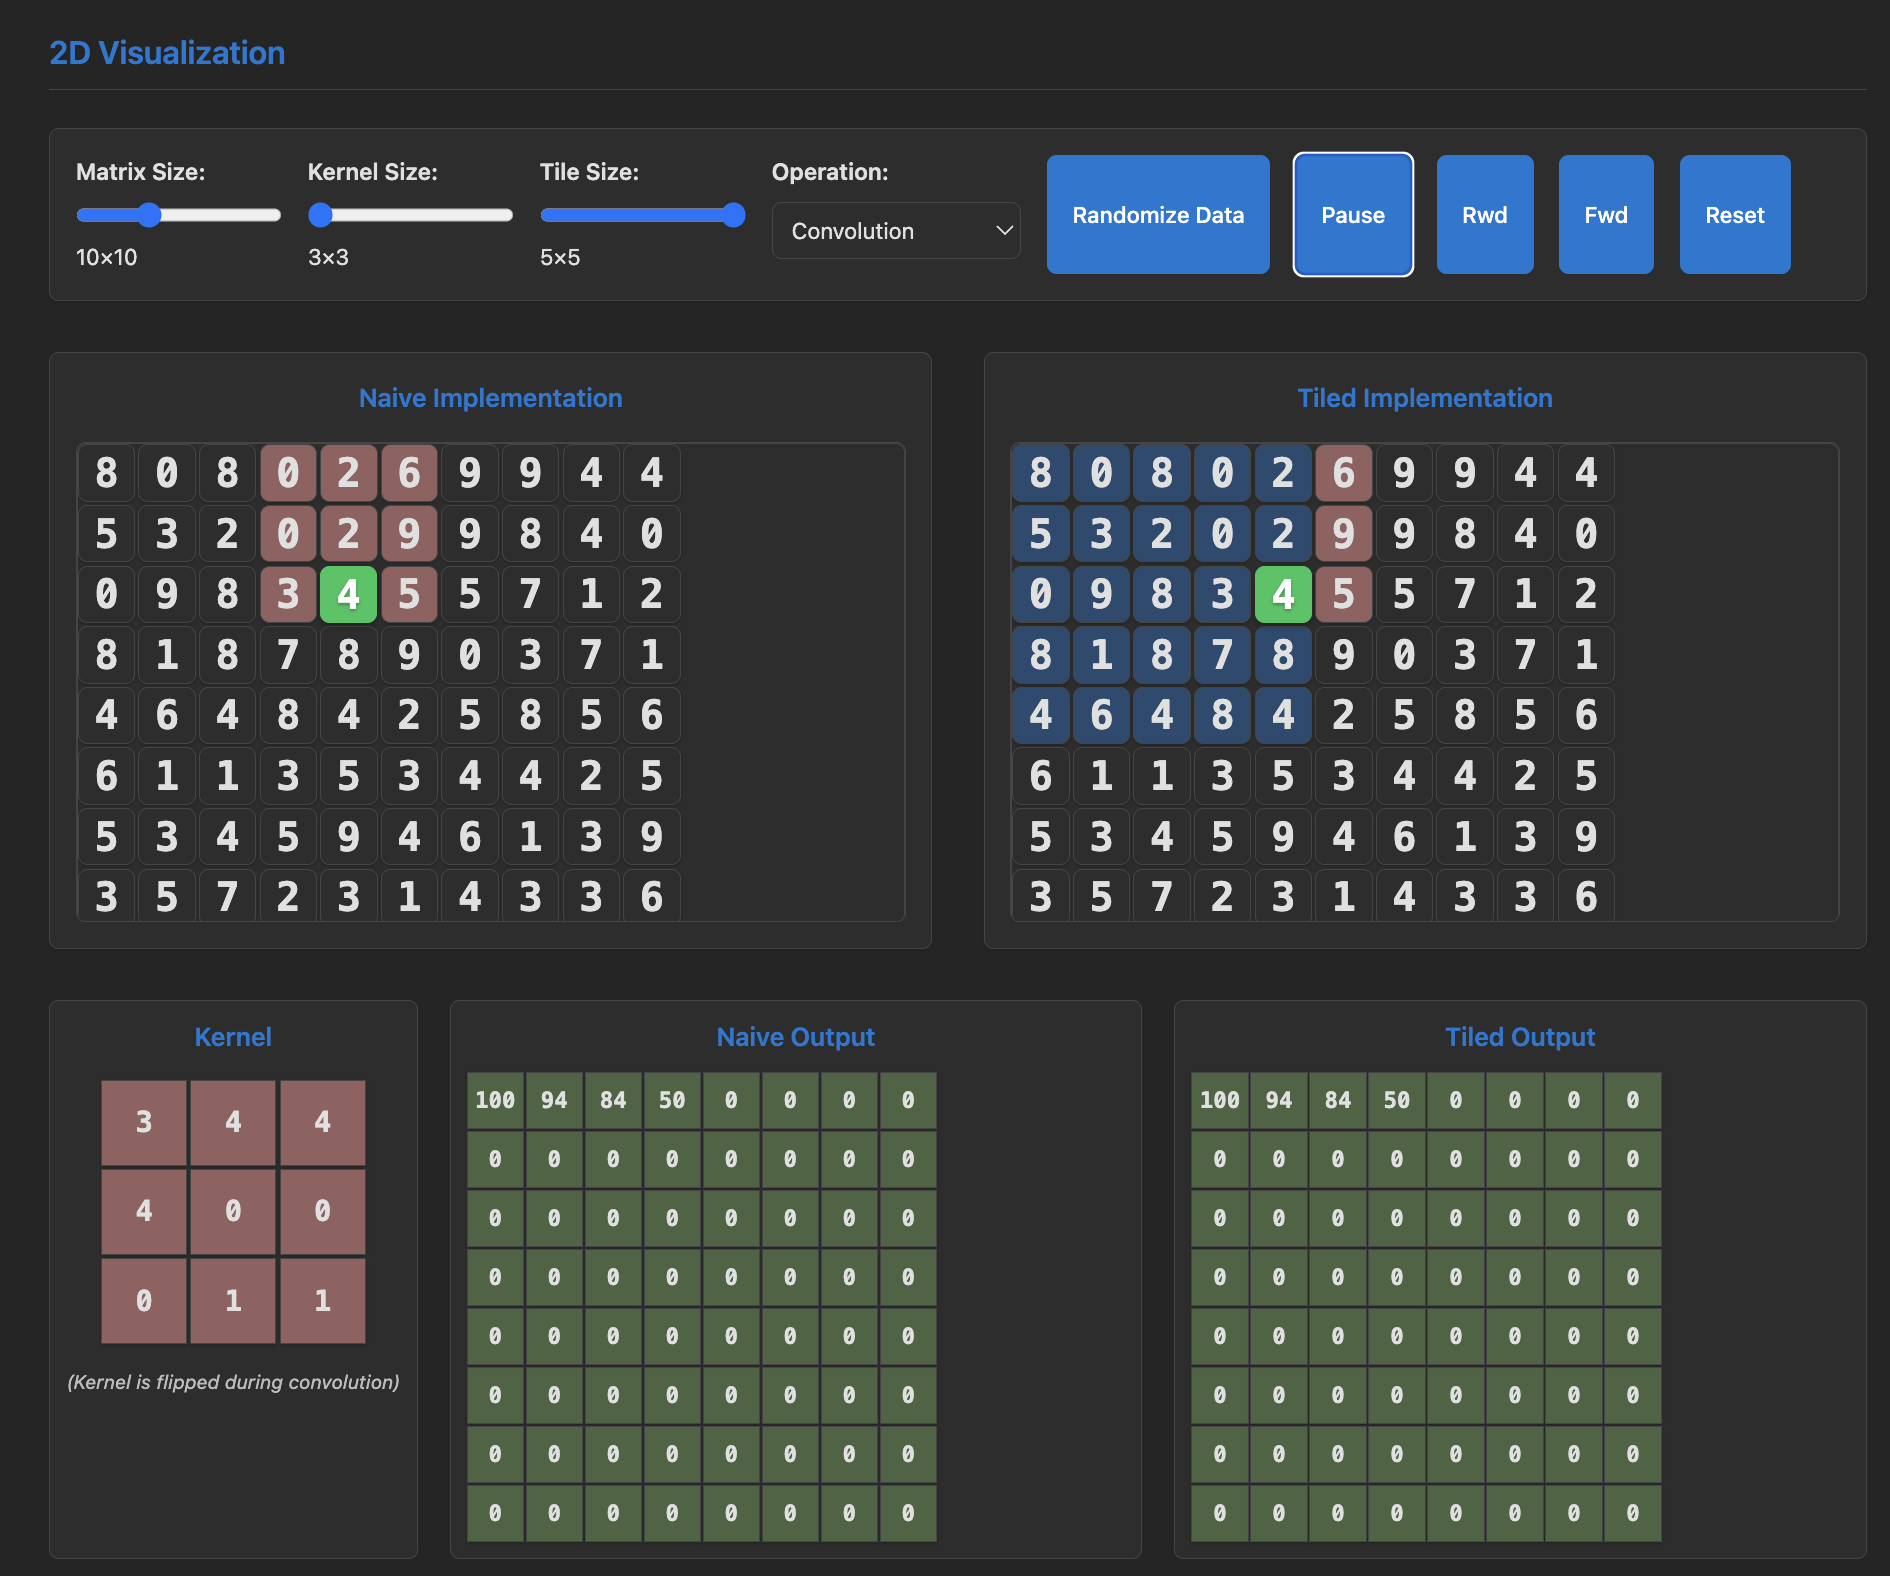 2D Visualization
Matrix Size: Kernel Size: Tile Size: Operation:
Convolution Randomize Data Pause Rwd Fwd Reset
10×10 3×3 5×5
Naive Implementation
8 0 8 0 2 6 9 9 4 4
5 3 2 0 2 9 9 8 4 0
0 9 8 3 4 5 5 7 1 2
8 1 8 7 8 9 0 3 7 1
4 6 4 8 4 2 5 8 5 6
6 1 1 3 5 3 4 4 2 5
5 3 4 5 9 4 6 1 3 9
3 5 7 2 3 1 4 3 3 6
Tiled Implementation
8 0 8 0 2 6 9 9 4 4
5 3 2 0 2 9 9 8 4 0
0 9 8 3 4 5 5 7 1 2
8 1 8 7 8 9 0 3 7 1
4 6 4 8 4 2 5 8 5 6
6 1 1 3 5 3 4 4 2 5
5 3 4 5 9 4 6 1 3 9
3 5 7 2 3 1 4 3 3 6
Kernel
3 4 4
4 0 0
0 1 1
(Kernel is flipped during convolution)
Naive Output
100 94 84 50 0 0 0 0
0 0 0 0 0 0 0 0
0 0 0 0 0 0 0 0
0 0 0 0 0 0 0 0
0 0 0 0 0 0 0 0
0 0 0 0 0 0 0 0
0 0 0 0 0 0 0 0
0 0 0 0 0 0 0 0
Tiled Output
100 94 84 50 0 0 0 0
0 0 0 0 0 0 0 0
0 0 0 0 0 0 0 0
0 0 0 0 0 0 0 0
0 0 0 0 0 0 0 0
0 0 0 0 0 0 0 0
0 0 0 0 0 0 0 0
0 0 0 0 0 0 0 0